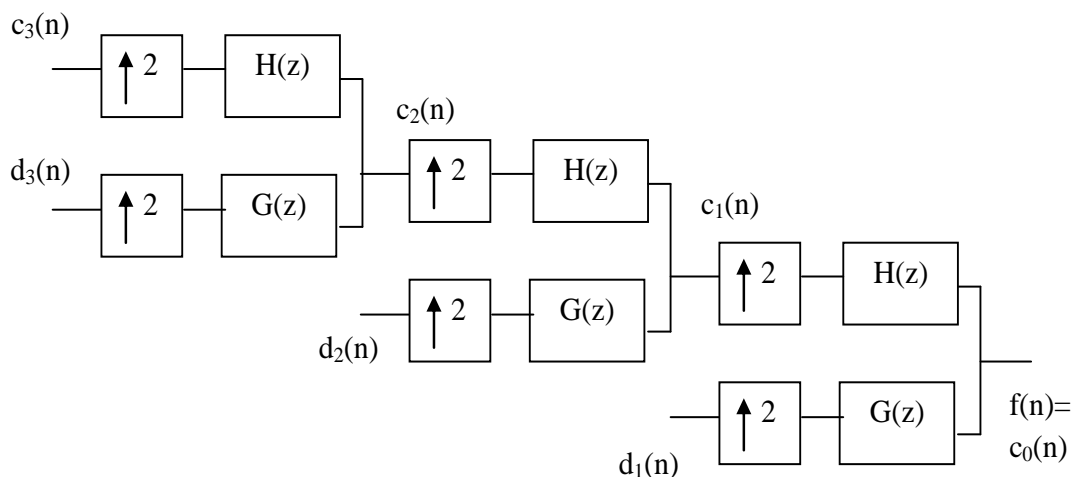 c₃(n)
↑ 2
H(z)
d₃(n)
↑ 2
G(z)
c₂(n)
↑ 2
H(z)
d₂(n)
↑ 2
G(z)
c₁(n)
↑ 2
H(z)
d₁(n)
↑ 2
G(z)
f(n)=
c₀(n)